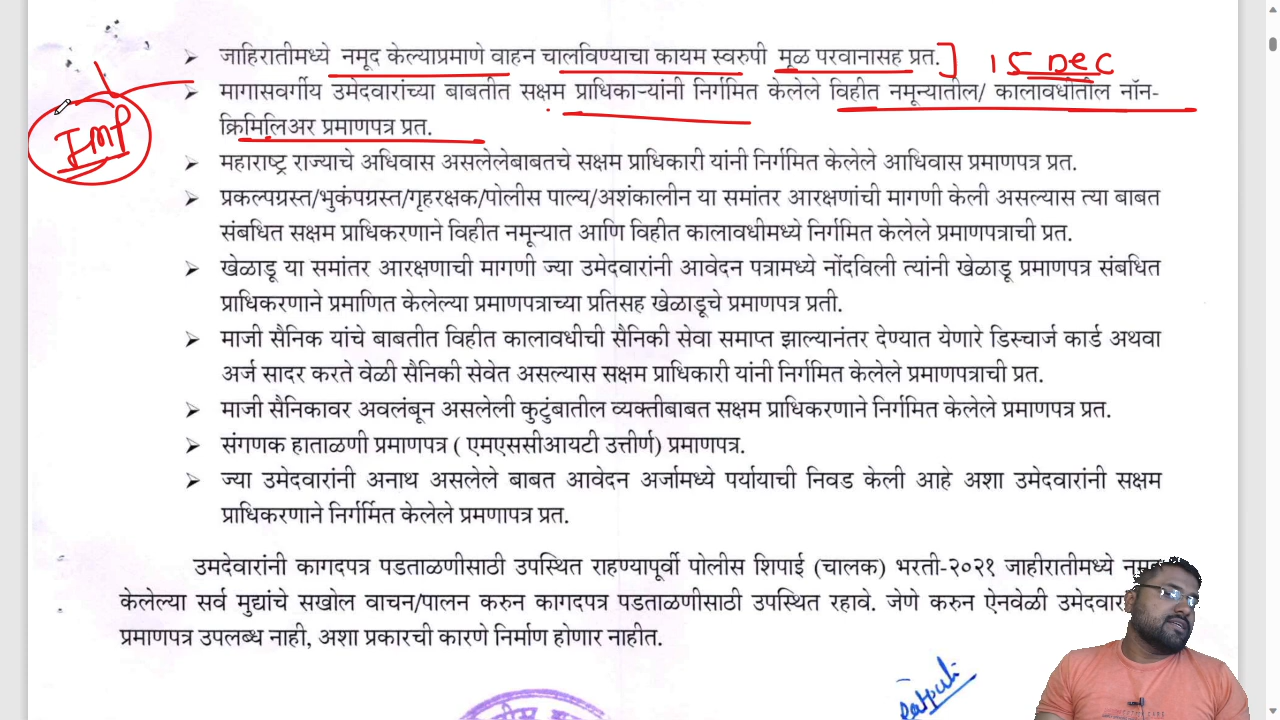 ➢ जाहिरातीमध्ये नमूद केल्याप्रमाणे वाहन चालविण्याचा कायम स्वरुपी मूळ परवानासह प्रत.] 15 Dec
➢ मागासवर्गीय उमेदवारांच्या बाबतीत सक्षम प्राधिकाऱ्यांनी निर्गमित केलेले विहीत नमून्यातील/ कालावधीतील नॉन-
IMP
क्रिमिलिअर प्रमाणपत्र प्रत.
➢ महाराष्ट्र राज्याचे अधिवास असलेलेबाबतचे सक्षम प्राधिकारी यांनी निर्गमित केलेले आधिवास प्रमाणपत्र प्रत.
➢ प्रकल्पग्रस्त/भुकंपग्रस्त/गृहरक्षक/पोलीस पाल्य/अशंकालीन या समांतर आरक्षणांची मागणी केली असल्यास त्या बाबत
संबधित सक्षम प्राधिकरणाने विहीत नमून्यात आणि विहीत कालावधीमध्ये निर्गमित केलेले प्रमाणपत्राची प्रत.
➢ खेळाडू या समांतर आरक्षणाची मागणी ज्या उमेदवारांनी आवेदन पत्रामध्ये नोंदविली त्यांनी खेळाडू प्रमाणपत्र संबधित
प्राधिकरणाने प्रमाणित केलेल्या प्रमाणपत्राच्या प्रतिसह खेळाडूचे प्रमाणपत्र प्रती.
➢ माजी सैनिक यांचे बाबतीत विहीत कालावधीची सैनिकी सेवा समाप्त झाल्यानंतर देण्यात येणारे डिस्चार्ज कार्ड अथवा
अर्ज सादर करते वेळी सैनिकी सेवेत असल्यास सक्षम प्राधिकारी यांनी निर्गमित केलेले प्रमाणपत्राची प्रत.
➢ माजी सैनिकावर अवलंबून असलेली कुटुंबातील व्यक्तीबाबत सक्षम प्राधिकरणाने निर्गमित केलेले प्रमाणपत्र प्रत.
➢ संगणक हाताळणी प्रमाणपत्र ( एमएससीआयटी उत्तीर्ण) प्रमाणपत्र.
➢ ज्या उमेदवारांनी अनाथ असलेले बाबत आवेदन अर्जामध्ये पर्यायाची निवड केली आहे अशा उमेदवारांनी सक्षम
प्राधिकरणाने निर्गर्मित केलेले प्रमणापत्र प्रत.
उमदेवारांनी कागदपत्र पडताळणीसाठी उपस्थित राहण्यापूर्वी पोलीस शिपाई (चालक) भरती-२०२१ जाहीरातीमध्ये
केलेल्या सर्व मुद्यांचे सखोल वाचन/पालन करुन कागदपत्र पडताळणीसाठी उपस्थित रहावे. जेणे करुन ऐनवेळी
प्रमाणपत्र उपलब्ध नाही, अशा प्रकारची कारणे निर्माण होणार नाहीत.